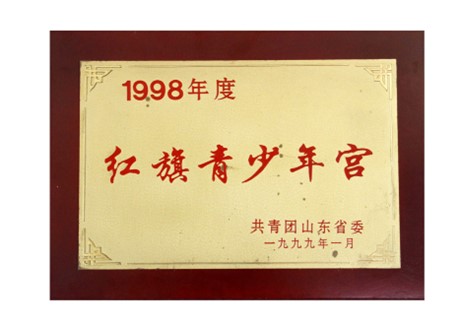 1998年度
红旗青少年宫
共青团山东省委
一九九九年一月